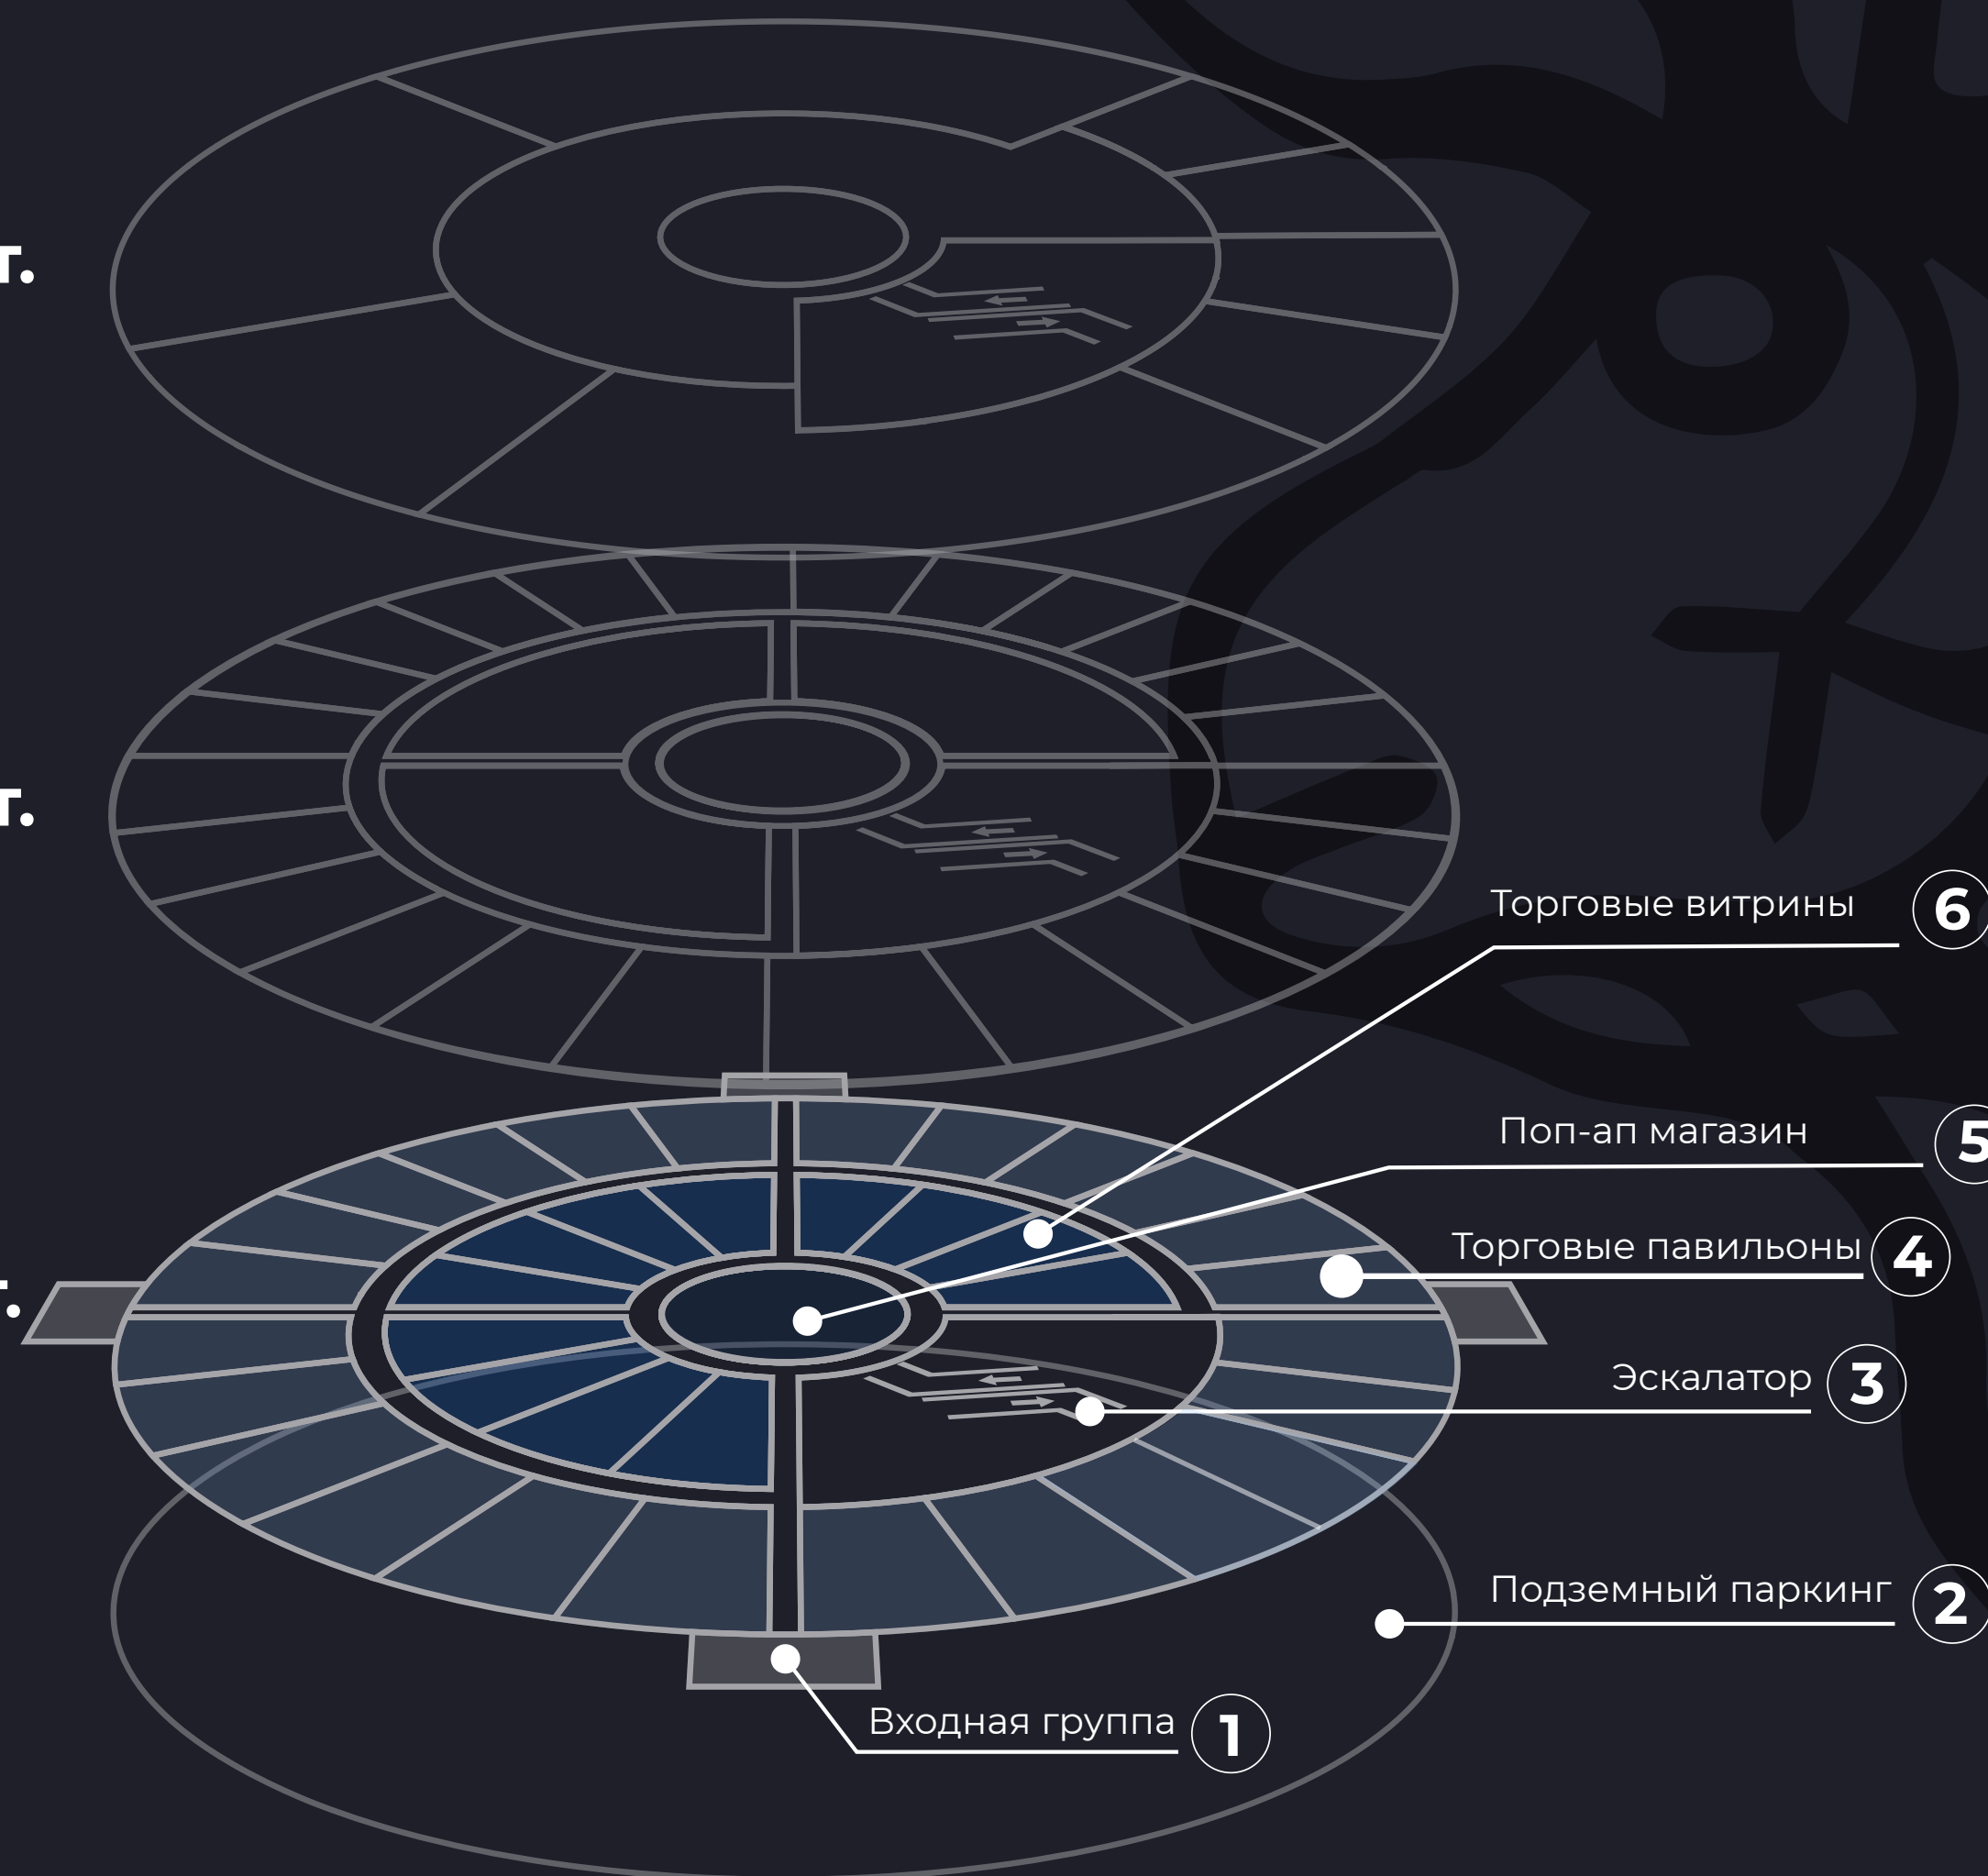 т.
т.
Торговые витрины 6
Поп-ап магазин 5
Торговые павильоны 4
Эскалатор 3
Подземный паркинг 2
Входная группа 1